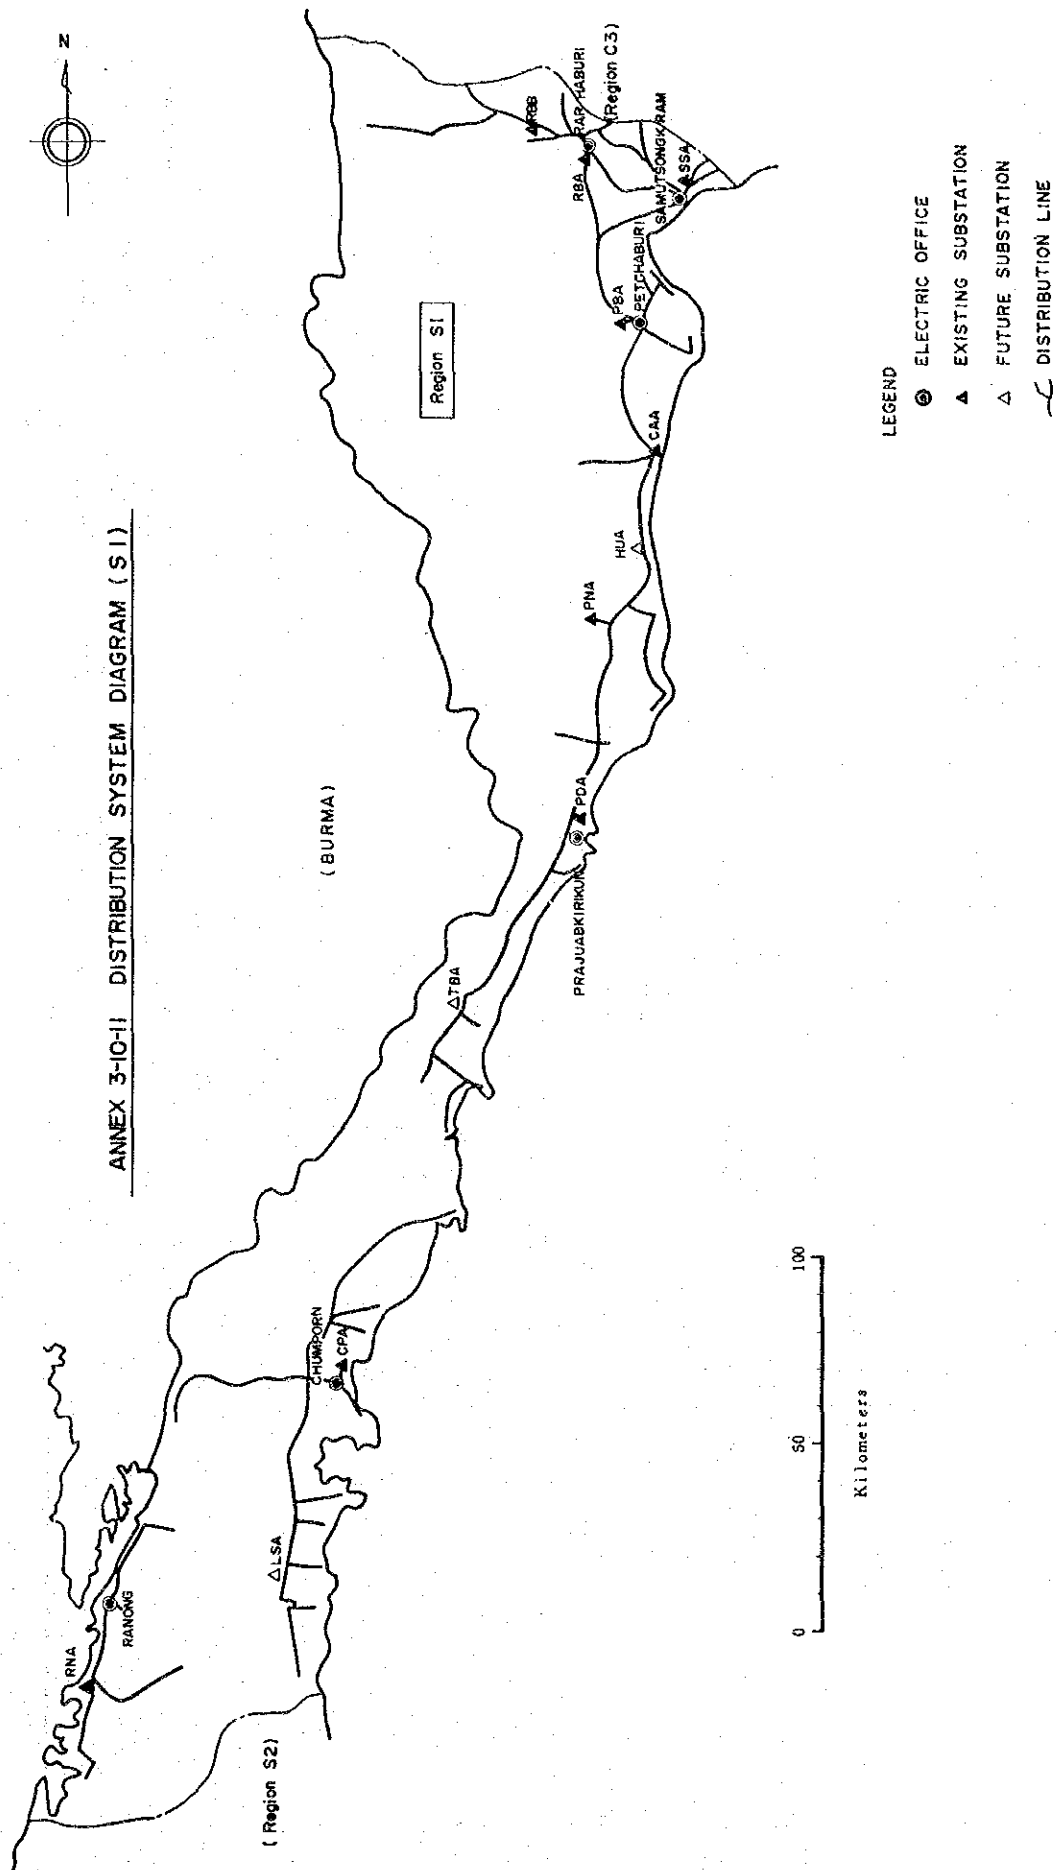 ANNEX 3-10-11 DISTRIBUTION SYSTEM DIAGRAM (S1)
N
(BURMA)
Region S1
(Region C3)
(Region S2)
RBB
RAR HABURI
RBA
SAMUTSONGKRAM
SSA
PBA
PETCHABURI
CAA
HUA
PNA
PDA
PRAJUABKIRIKUN
TBA
CHUMPORN
CPA
LSA
RANONG
RNA
0 50 100
Kilometers
LEGEND
ELECTRIC OFFICE
EXISTING SUBSTATION
FUTURE SUBSTATION
DISTRIBUTION LINE